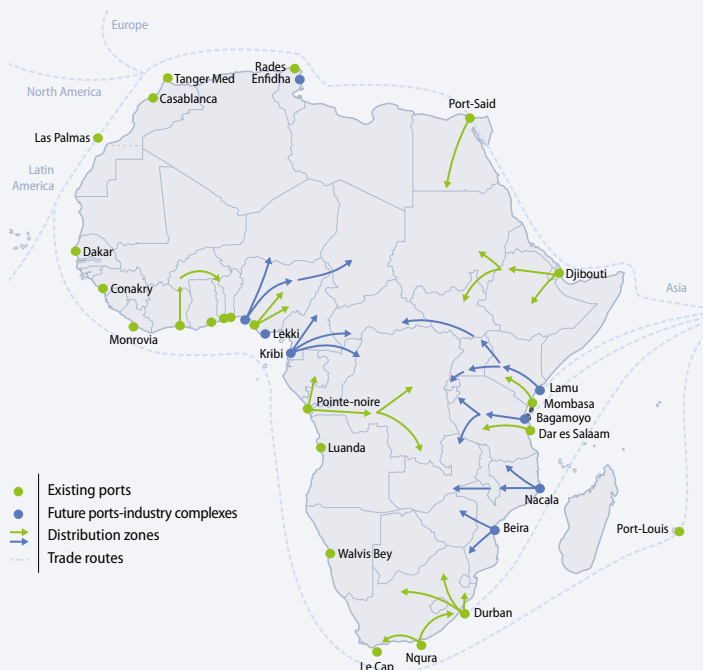 Europe
North America
Latin
America
Asia
Rades
Enfidha
Tanger Med
Casablanca
Las Palmas
Port-Said
Dakar
Conakry
Monrovia
Djibouti
Lekki
Kribi
Pointe-noire
Luanda
Lamu
Mombasa
Bagamoyo
Dar es Salaam
Nacala
Beira
Port-Louis
Walvis Bey
Durban
Nqura
Le Cap
Existing ports
Future ports-industry complexes
Distribution zones
Trade routes